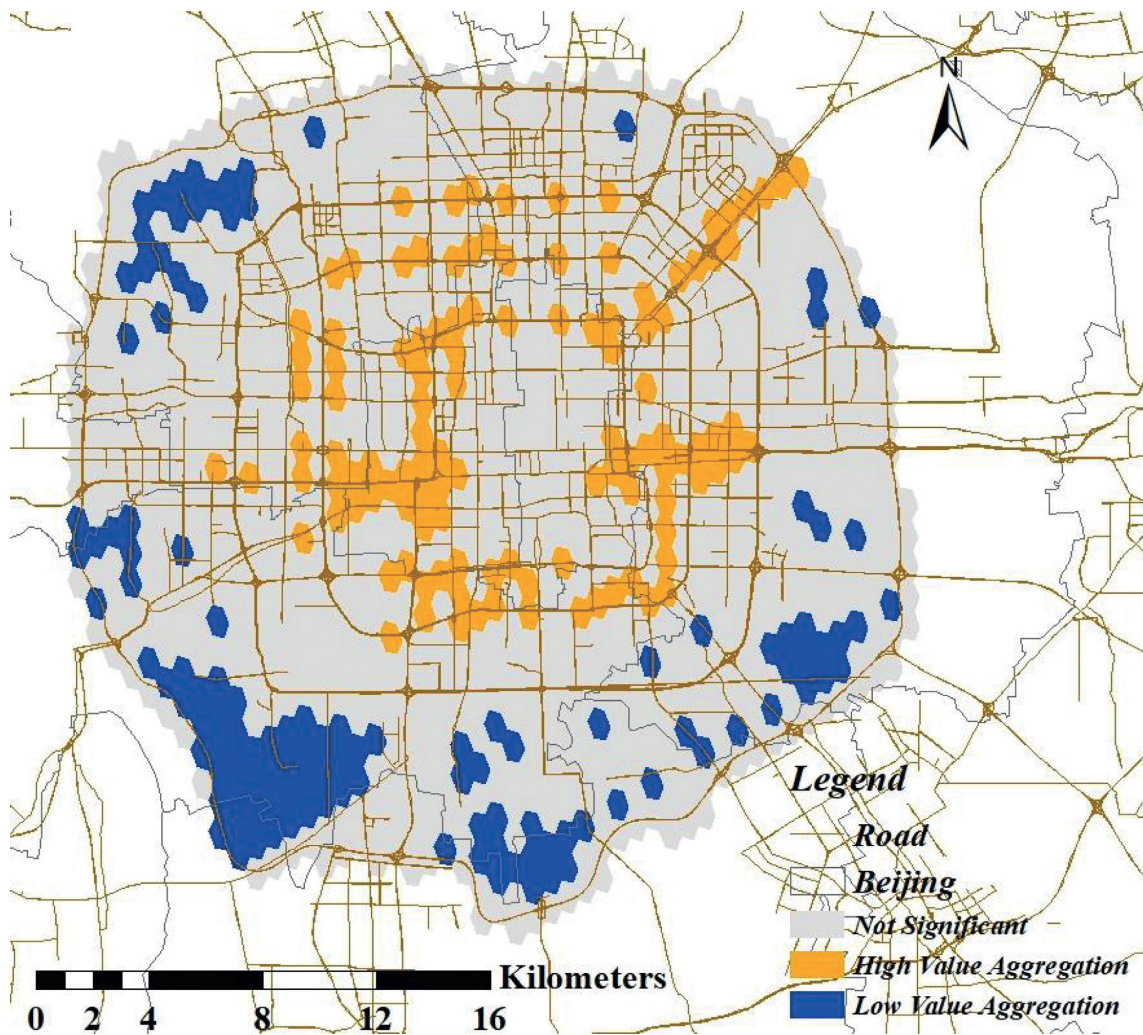 N
Legend
Road
Beijing
Not Significant
High Value Aggregation
Low Value Aggregation
Kilometers
0 2 4 8 12 16